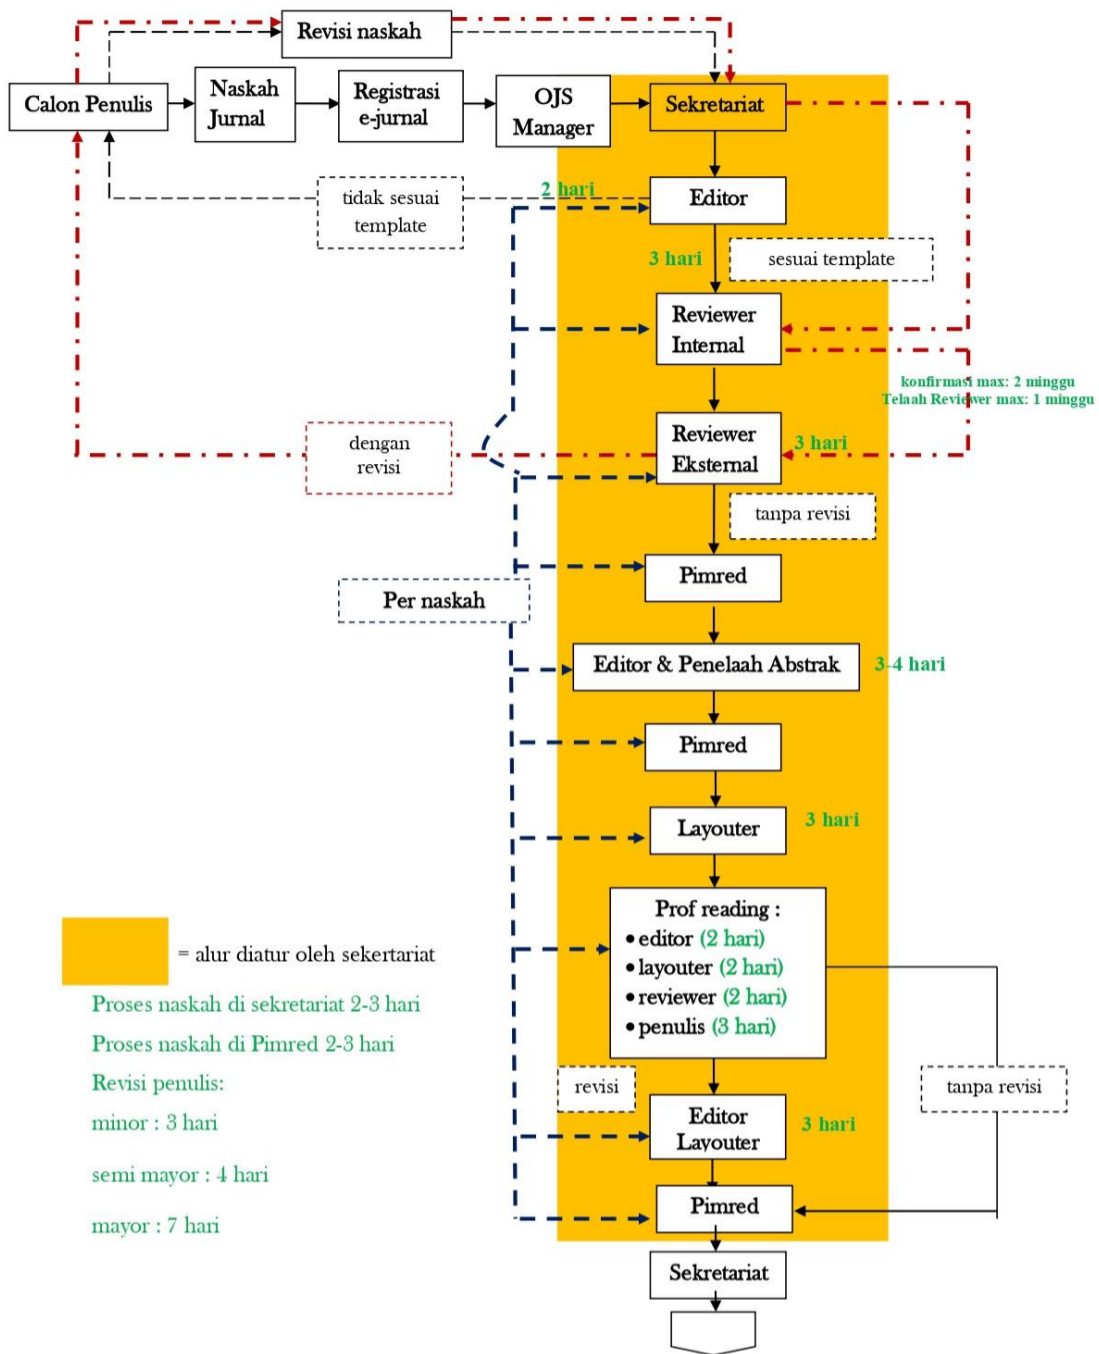 Revisi naskah
Calon Penulis
Naskah
Jurnal
Registrasi
e-jurnal
OJS
Manager
Sekretariat
2 hari
tidak sesuai
template
Editor
3 hari
sesuai template
Reviewer
Internal
konfirmasi max: 2 minggu
Telaah Reviewer max: 1 minggu
dengan
revisi
Reviewer
Eksternal
3 hari
tanpa revisi
Pimred
Per naskah
Editor & Penelaah Abstrak
3-4 hari
Pimred
Layouter
3 hari
Prof reading :
• editor (2 hari)
• layouter (2 hari)
• reviewer (2 hari)
• penulis (3 hari)
= alur diatur oleh sekertariat
Proses naskah di sekretariat 2-3 hari
Proses naskah di Pimred 2-3 hari
Revisi penulis:
minor : 3 hari
semi mayor : 4 hari
mayor : 7 hari
revisi
tanpa revisi
Editor
Layouter
3 hari
Pimred
Sekretariat